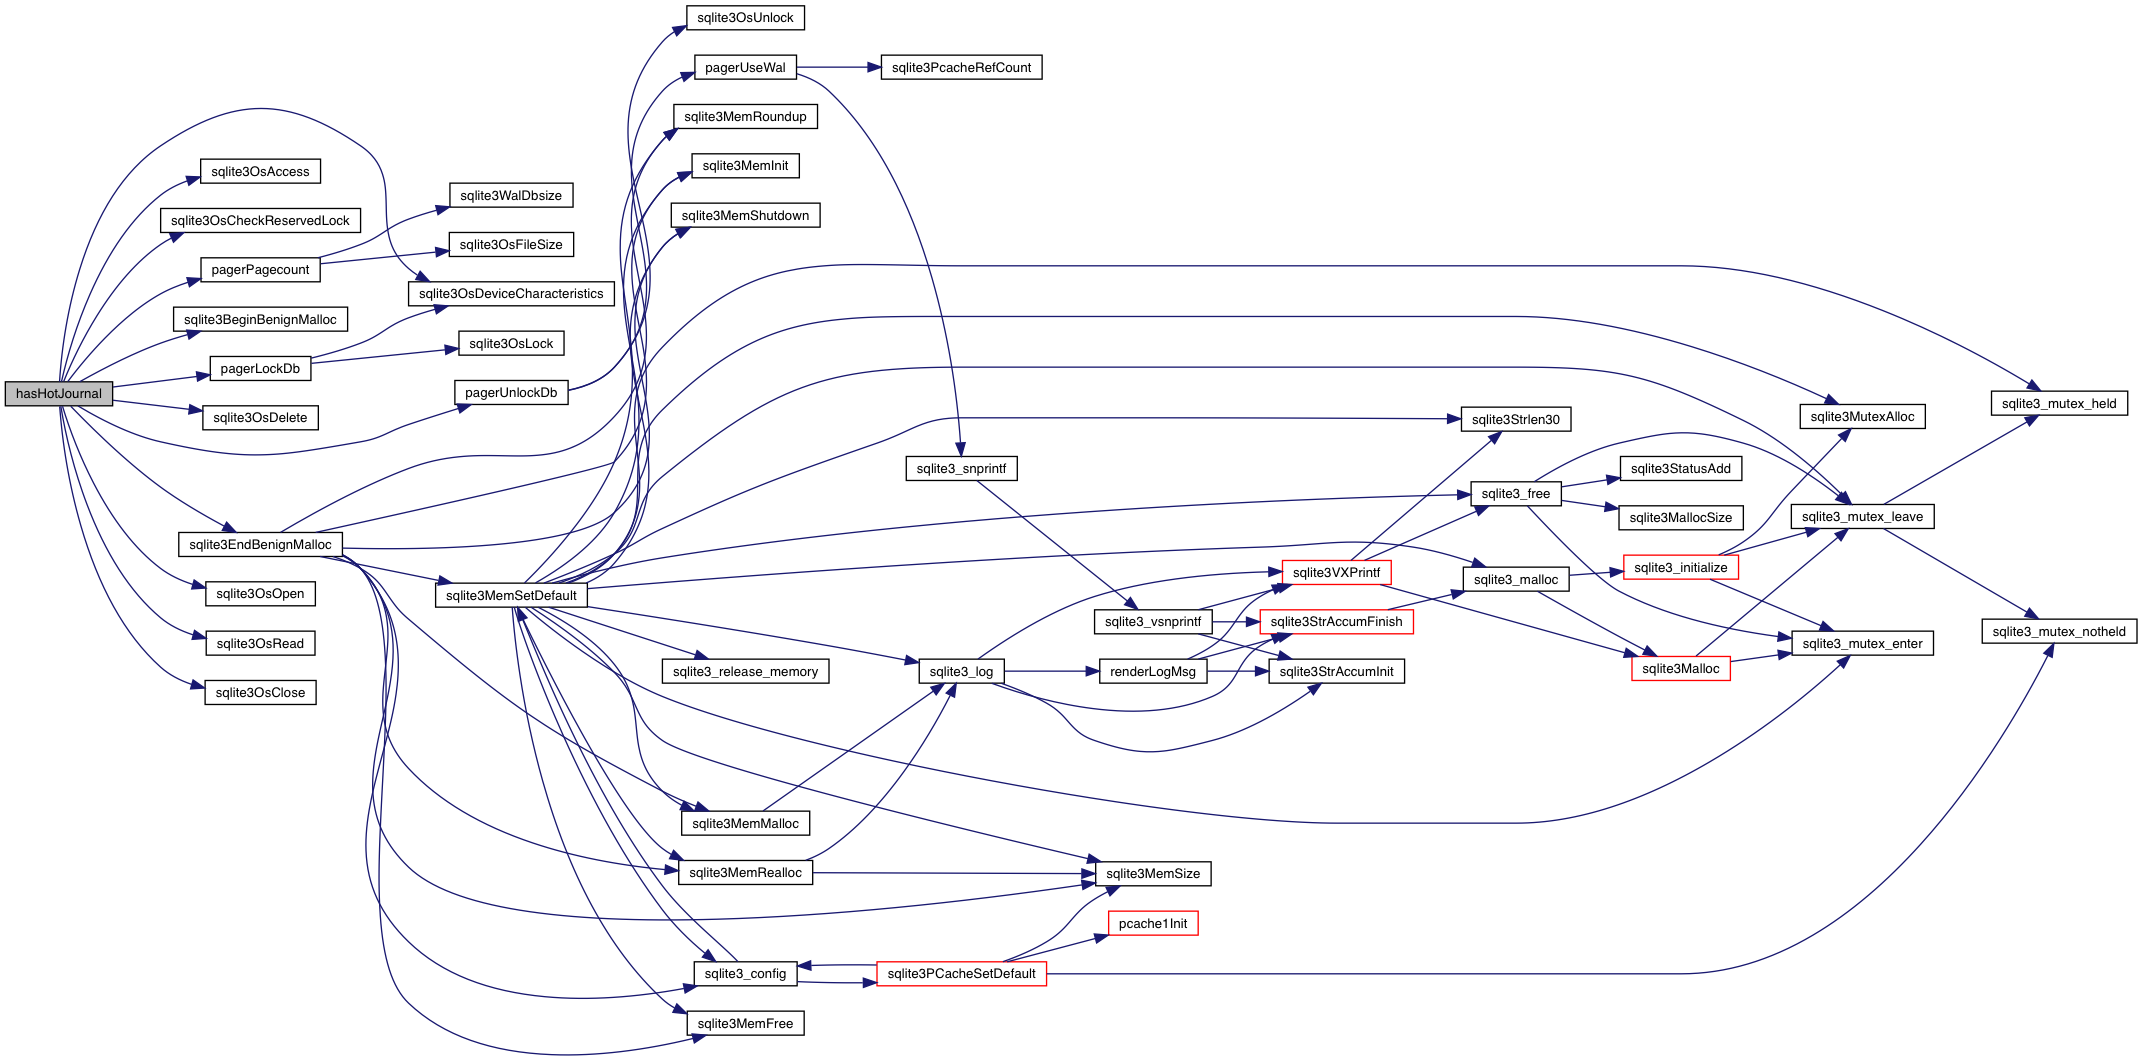 hasHotJournal
sqlite3OsAccess
sqlite3OsCheckReservedLock
pagerPagecount
sqlite3BeginBenignMalloc
pagerLockDb
sqlite3OsDelete
sqlite3EndBenignMalloc
sqlite3OsOpen
sqlite3OsRead
sqlite3OsClose
sqlite3WalDbsize
sqlite3OsFileSize
sqlite3OsDeviceCharacteristics
sqlite3OsLock
pagerUnlockDb
sqlite3MemSetDefault
sqlite3OsUnlock
pagerUseWal
sqlite3MemRoundup
sqlite3MemInit
sqlite3MemShutdown
sqlite3_release_memory
sqlite3MemMalloc
sqlite3MemRealloc
sqlite3_config
sqlite3MemFree
sqlite3PcacheRefCount
sqlite3_snprintf
sqlite3_log
sqlite3PCacheSetDefault
sqlite3_vsnprintf
renderLogMsg
sqlite3MemSize
pcache1Init
sqlite3VXPrintf
sqlite3StrAccumFinish
sqlite3StrAccumInit
sqlite3Strlen30
sqlite3_free
sqlite3_malloc
sqlite3StatusAdd
sqlite3MallocSize
sqlite3_initialize
sqlite3Malloc
sqlite3MutexAlloc
sqlite3_mutex_leave
sqlite3_mutex_enter
sqlite3_mutex_held
sqlite3_mutex_notheld